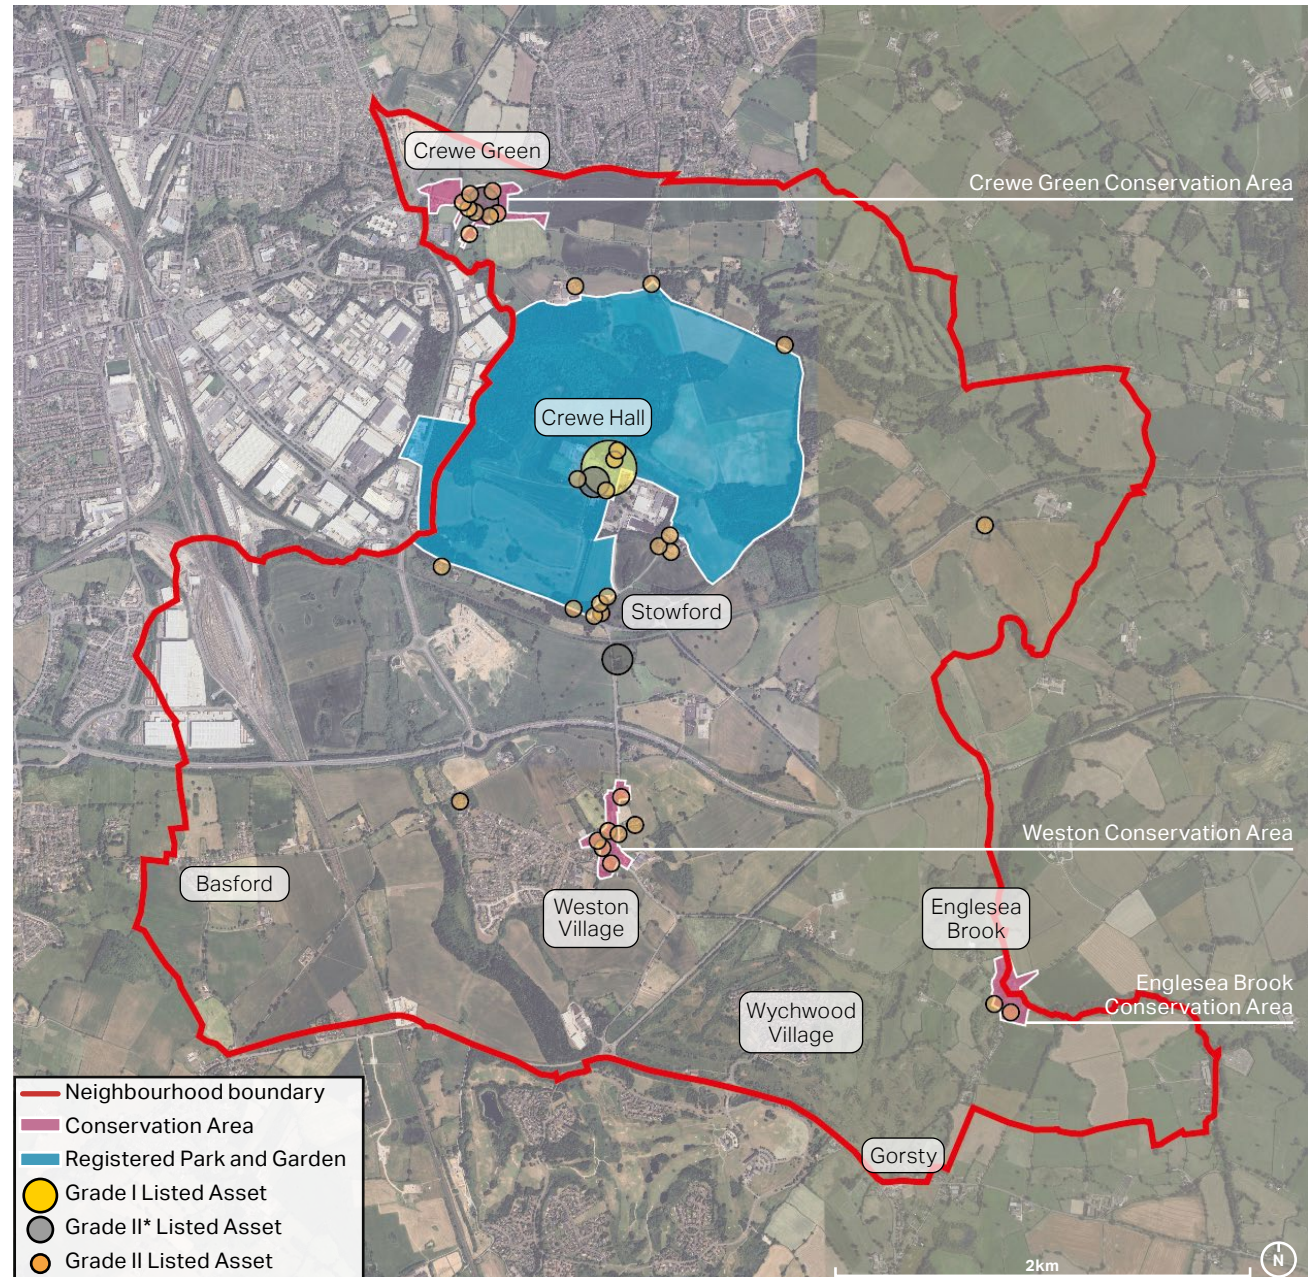 Crewe Green
Crewe Green Conservation Area
Crewe Hall
Stowford
Weston Conservation Area
Basford
Weston
Village
Englesea
Brook
Englesea Brook
Conservation Area
Wychwood
Village
Gorsty
Neighbourhood boundary
Conservation Area
Registered Park and Garden
Grade I Listed Asset
Grade II* Listed Asset
Grade II Listed Asset
2km
N